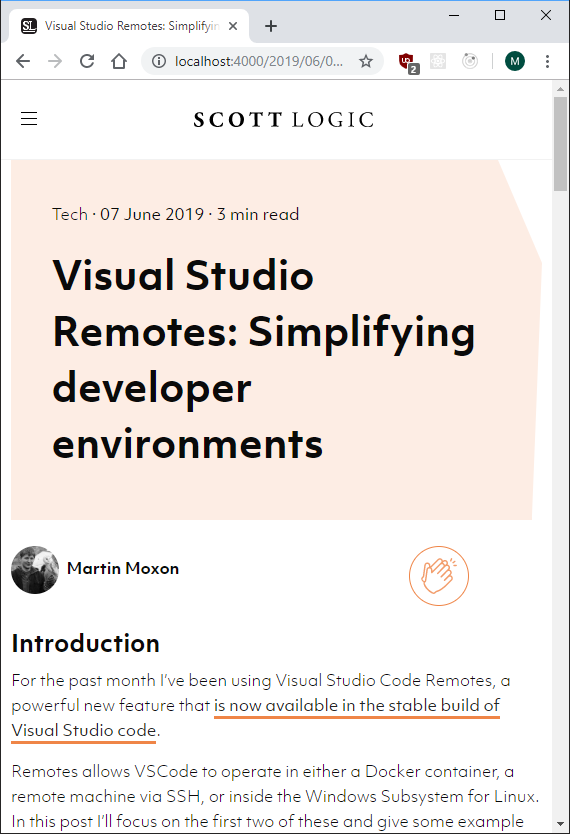 SL Visual Studio Remotes: Simplifyin
localhost:4000/2019/06/0...
2
M
SCOTT LOGIC
Tech · 07 June 2019 · 3 min read
Visual Studio
Remotes: Simplifying
developer
environments
Martin Moxon
Introduction
For the past month I've been using Visual Studio Code Remotes, a
powerful new feature that is now available in the stable build of
Visual Studio code.
Remotes allows VSCode to operate in either a Docker container, a
remote machine via SSH, or inside the Windows Subsystem for Linux.
In this post I'll focus on the first two of these and give some example